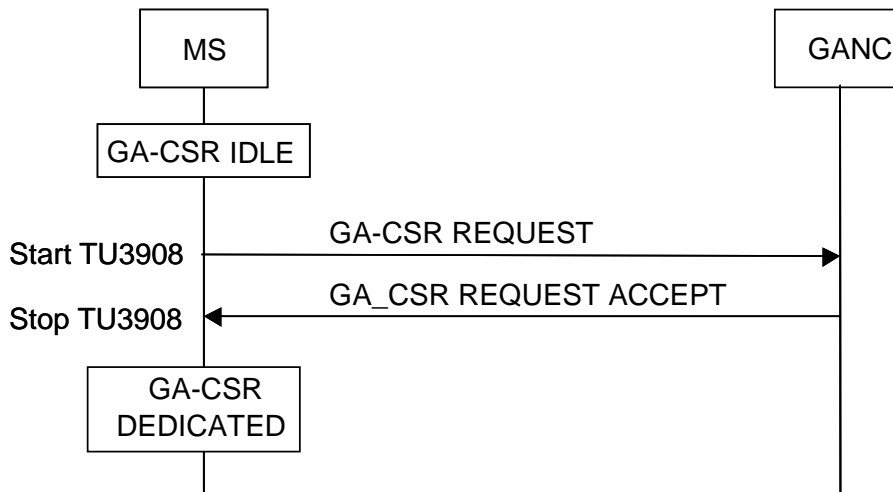 MS
GANC
GA-CSR IDLE
GA-CSR REQUEST
Start TU3908
GA_CSR REQUEST ACCEPT
Stop TU3908
GA-CSR
DEDICATED